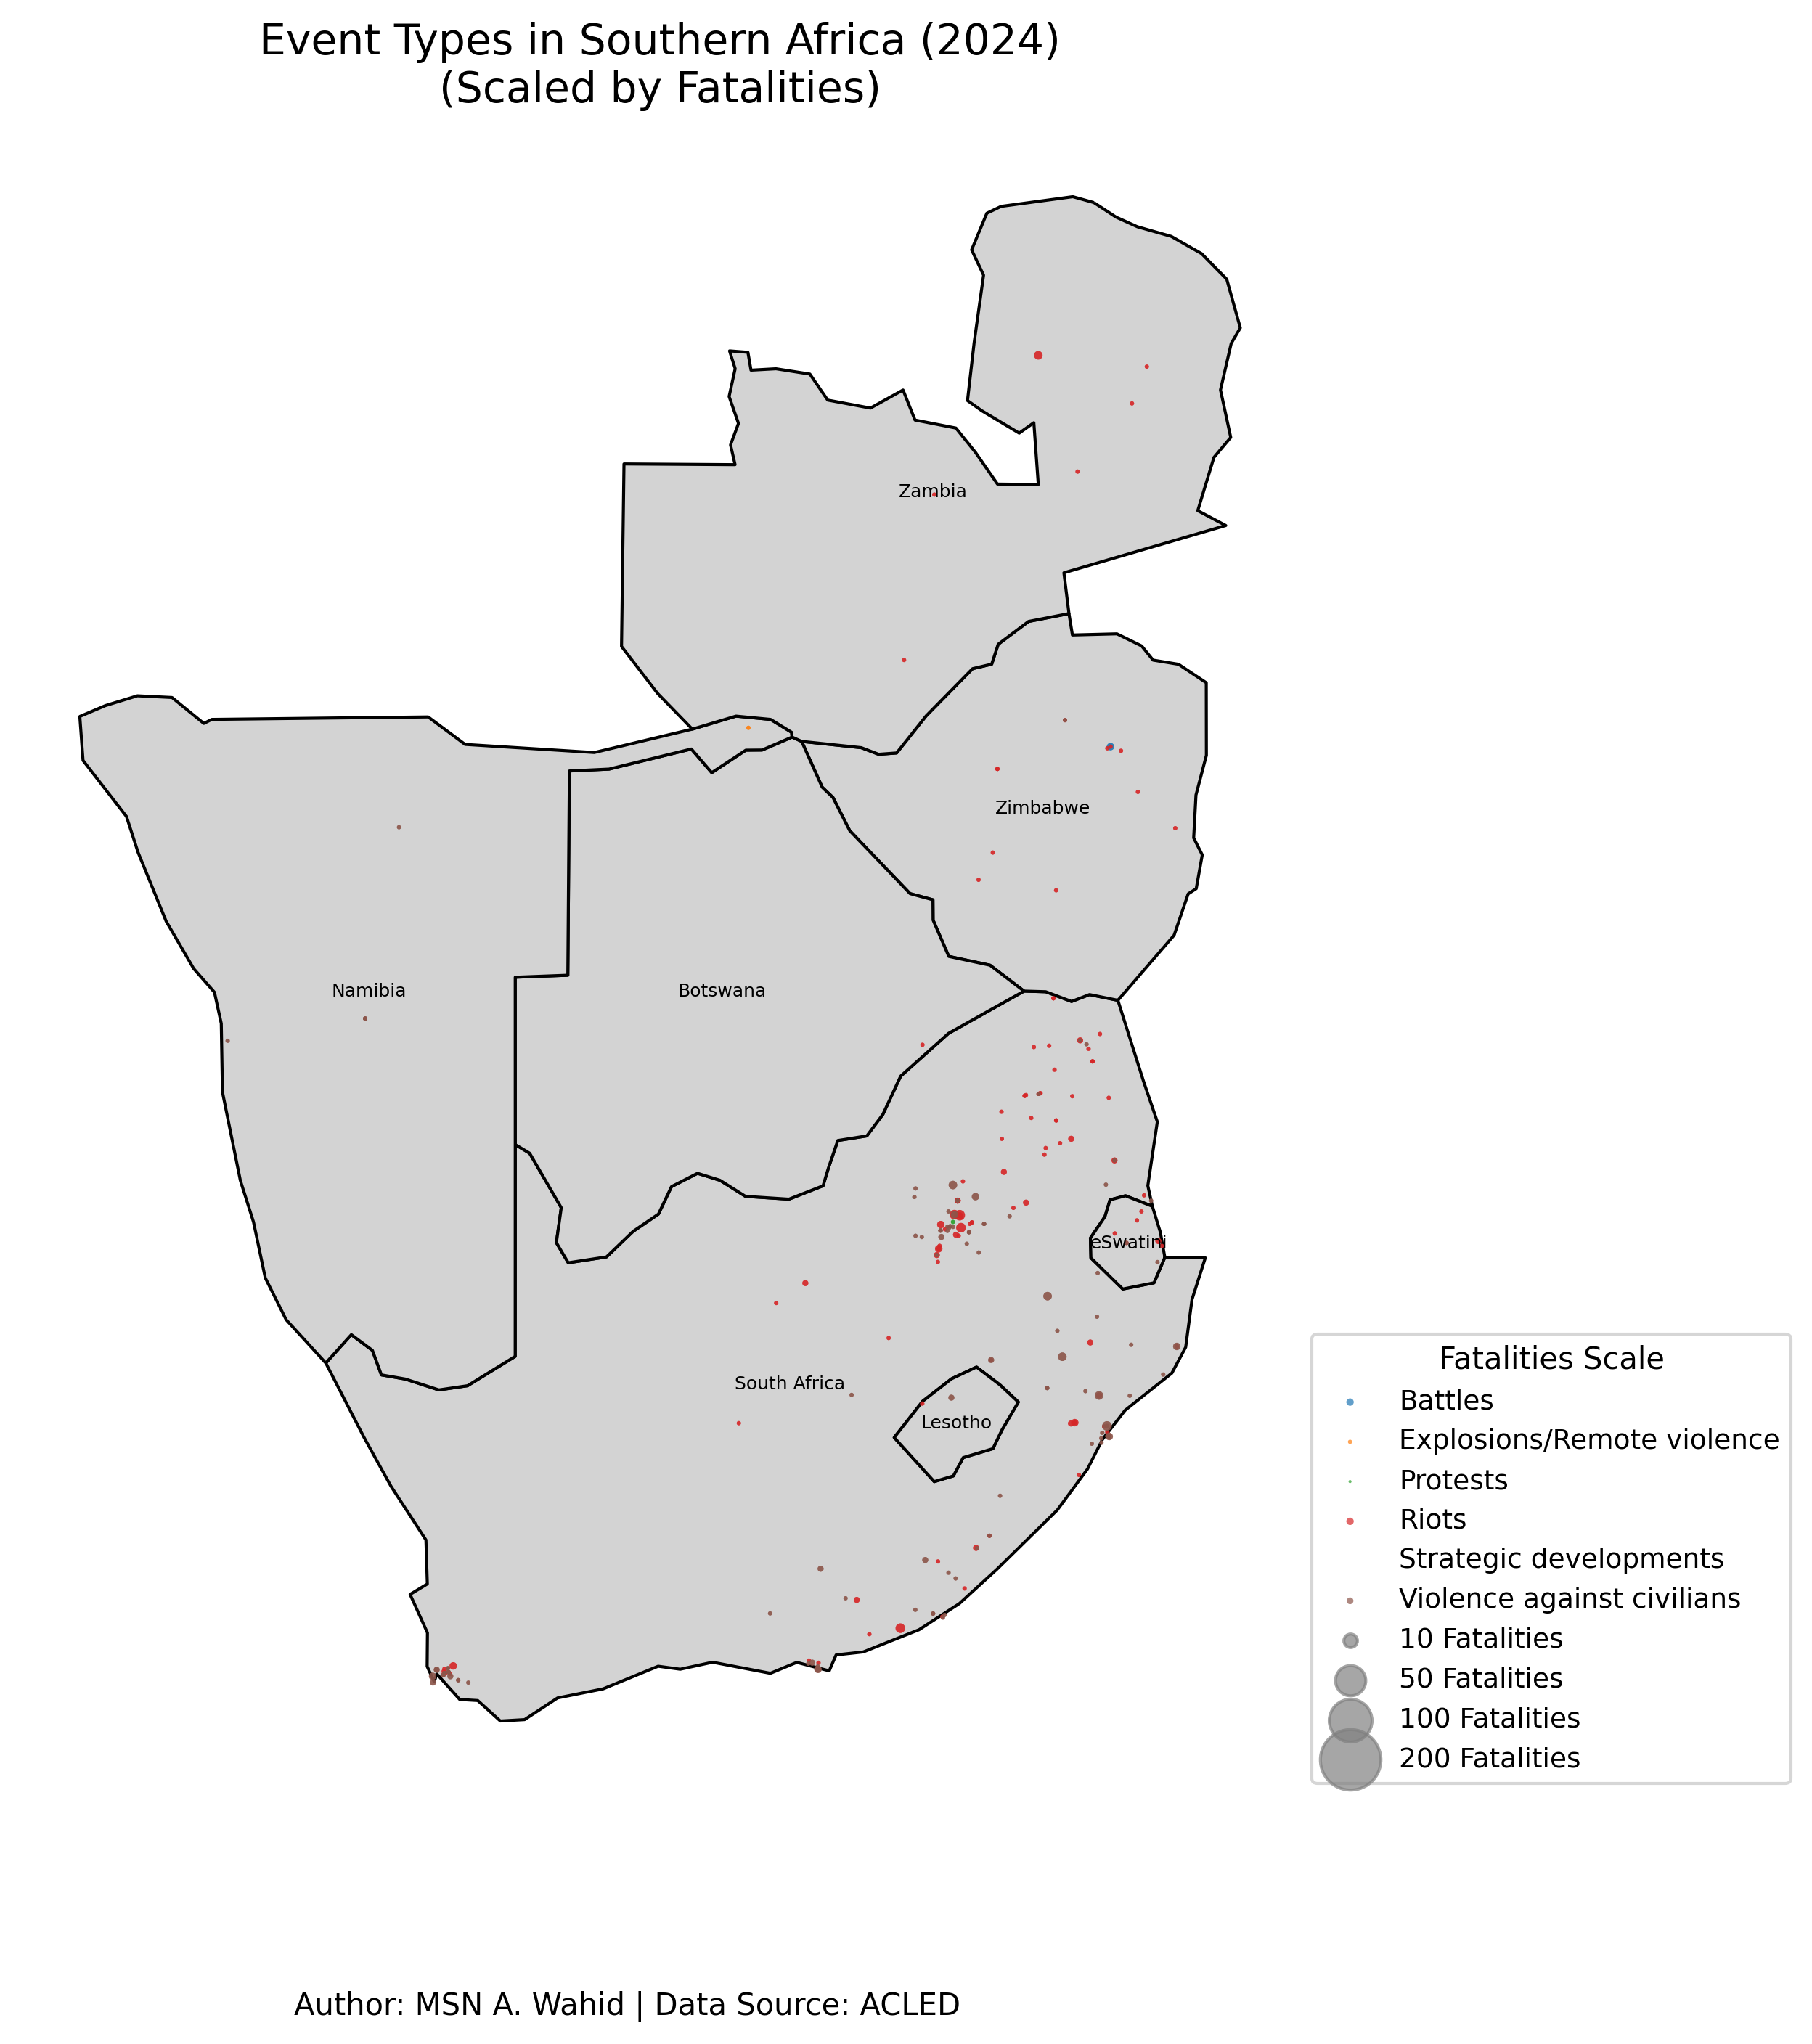 Event Types in Southern Africa (2024)
(Scaled by Fatalities)
Zambia
Zimbabwe
Namibia
Botswana
eSwatini
South Africa
Lesotho
Fatalities Scale
Battles
Explosions/Remote violence
Protests
Riots
Strategic developments
Violence against civilians
10 Fatalities
50 Fatalities
100 Fatalities
200 Fatalities
Author: MSN A. Wahid | Data Source: ACLED